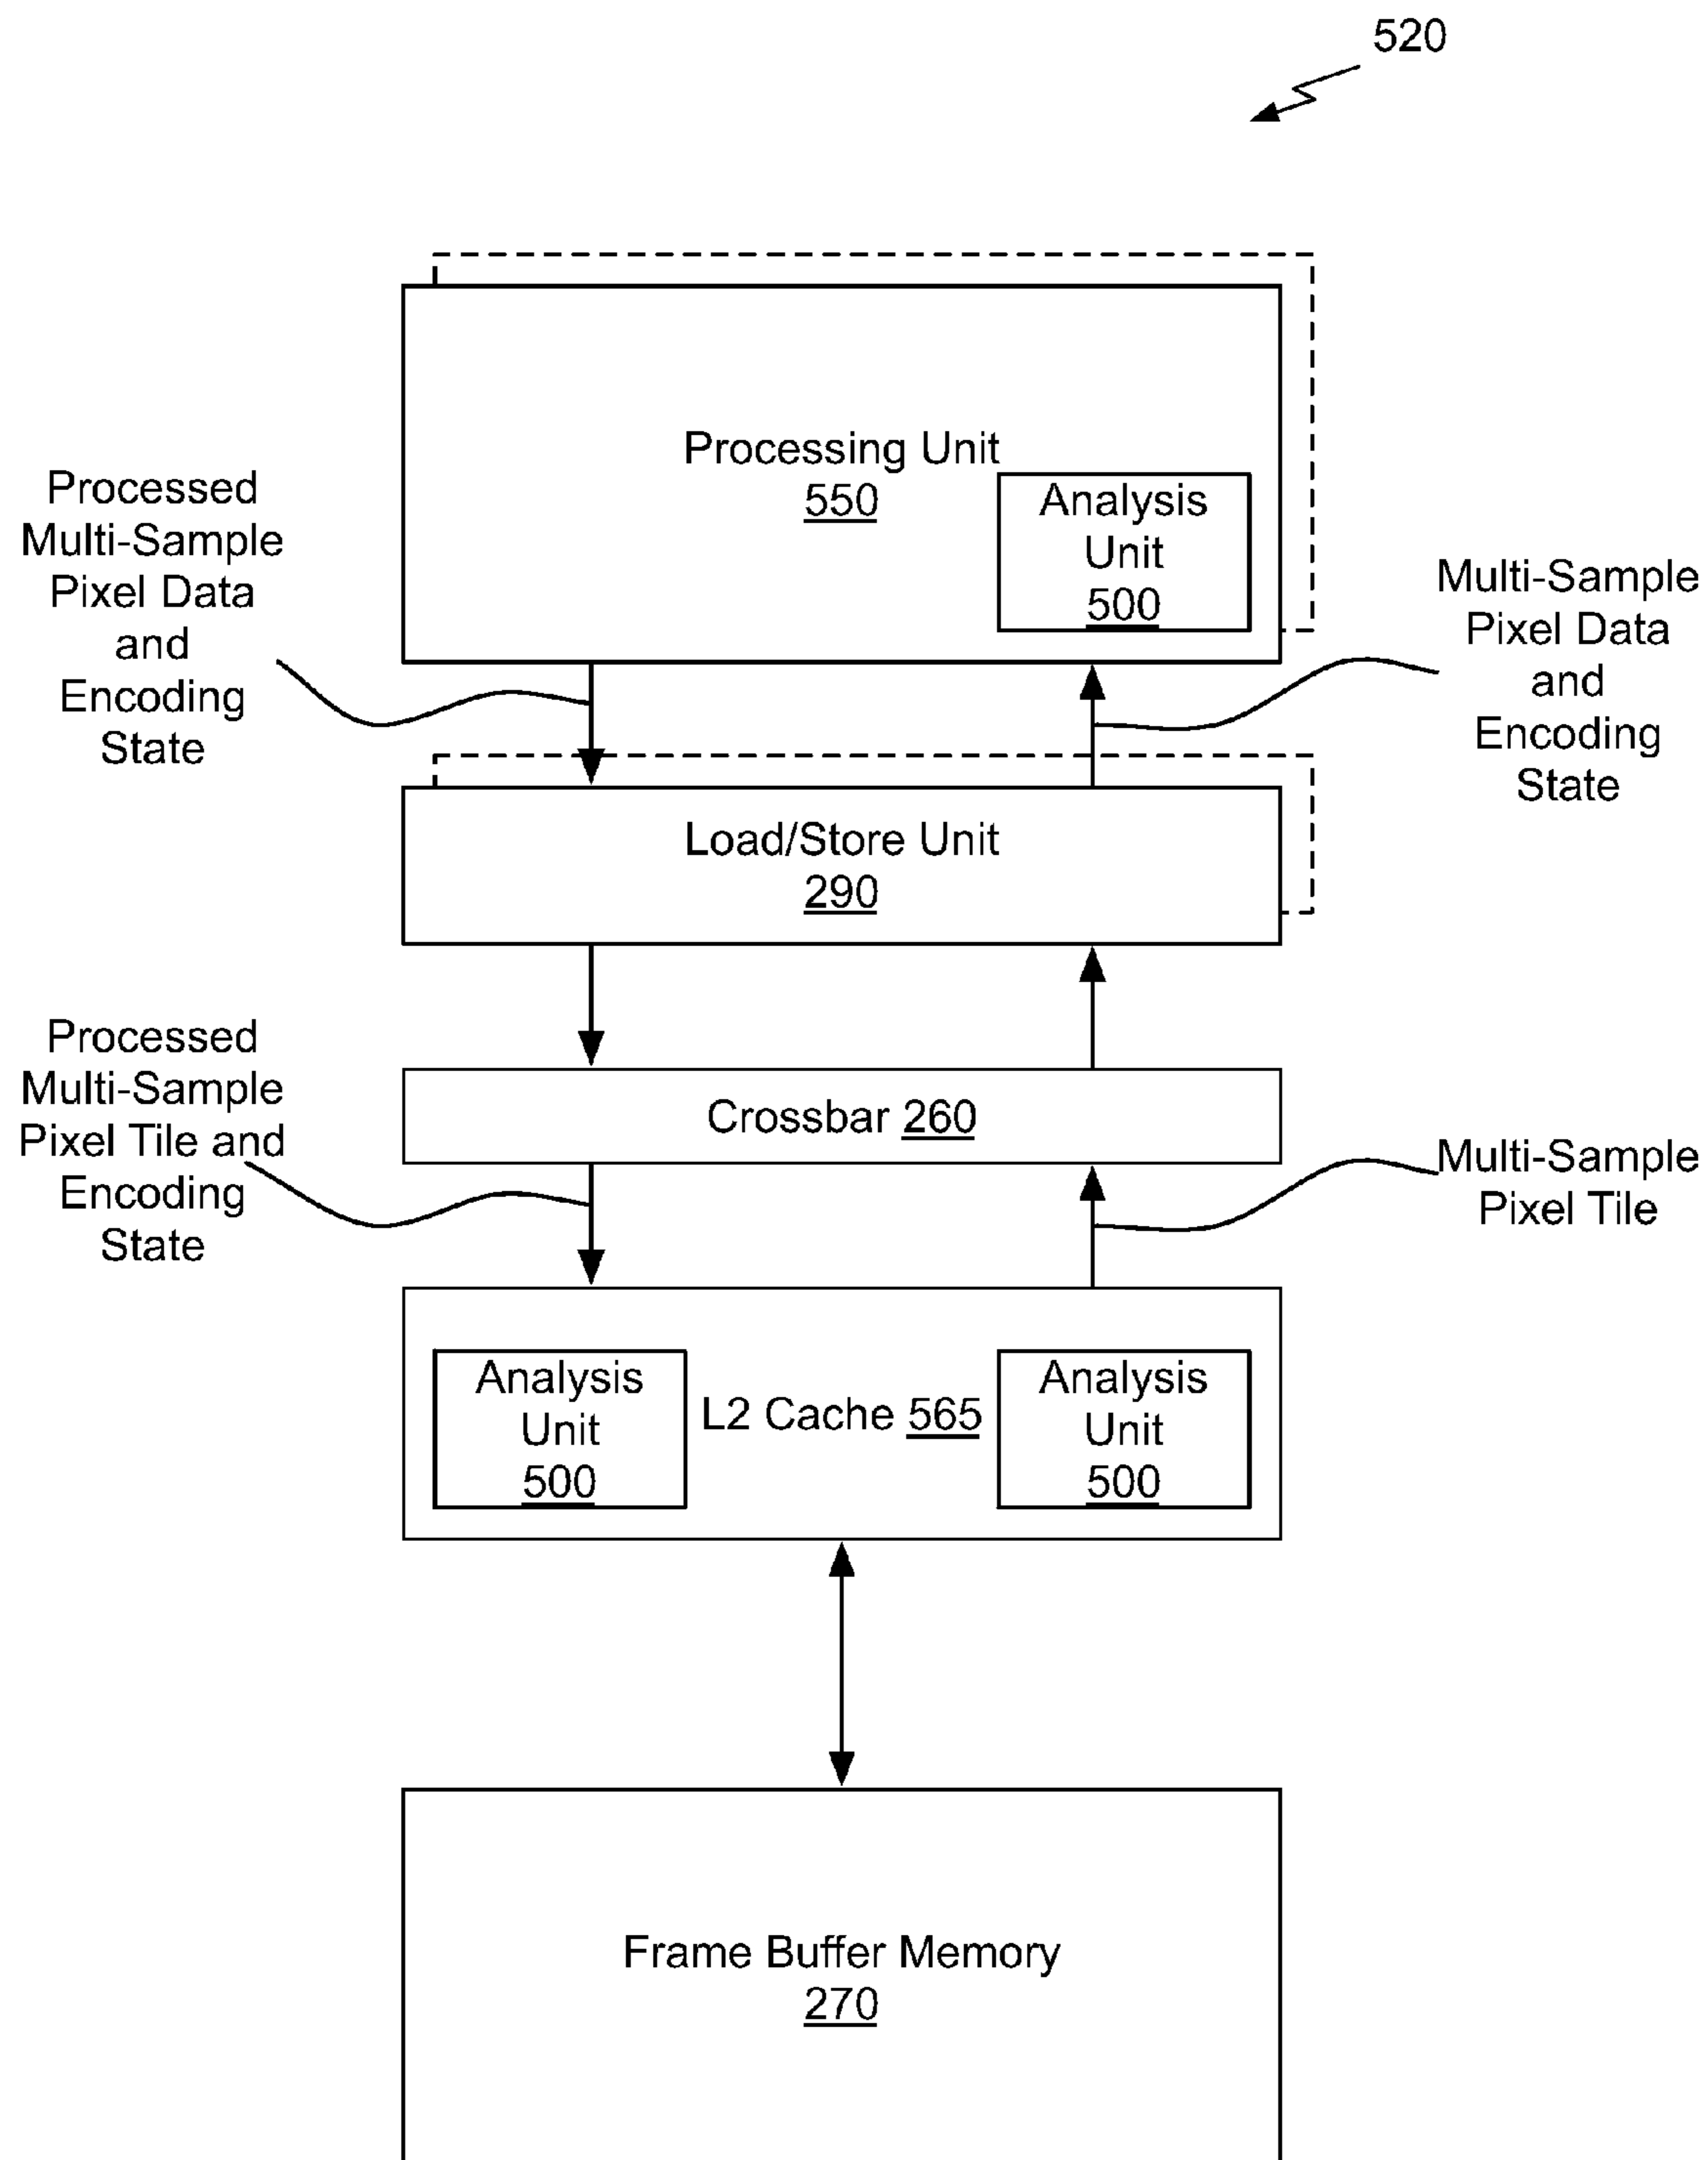 520
Processing Unit
550
Analysis
Unit
500
Processed
Multi-Sample
Pixel Data
and
Encoding
State
Multi-Sample
Pixel Data
and
Encoding
State
Load/Store Unit
290
Processed
Multi-Sample
Pixel Tile and
Encoding
State
Crossbar 260
Multi-Sample
Pixel Tile
Analysis
Unit
500
L2 Cache 565
Analysis
Unit
500
Frame Buffer Memory
270